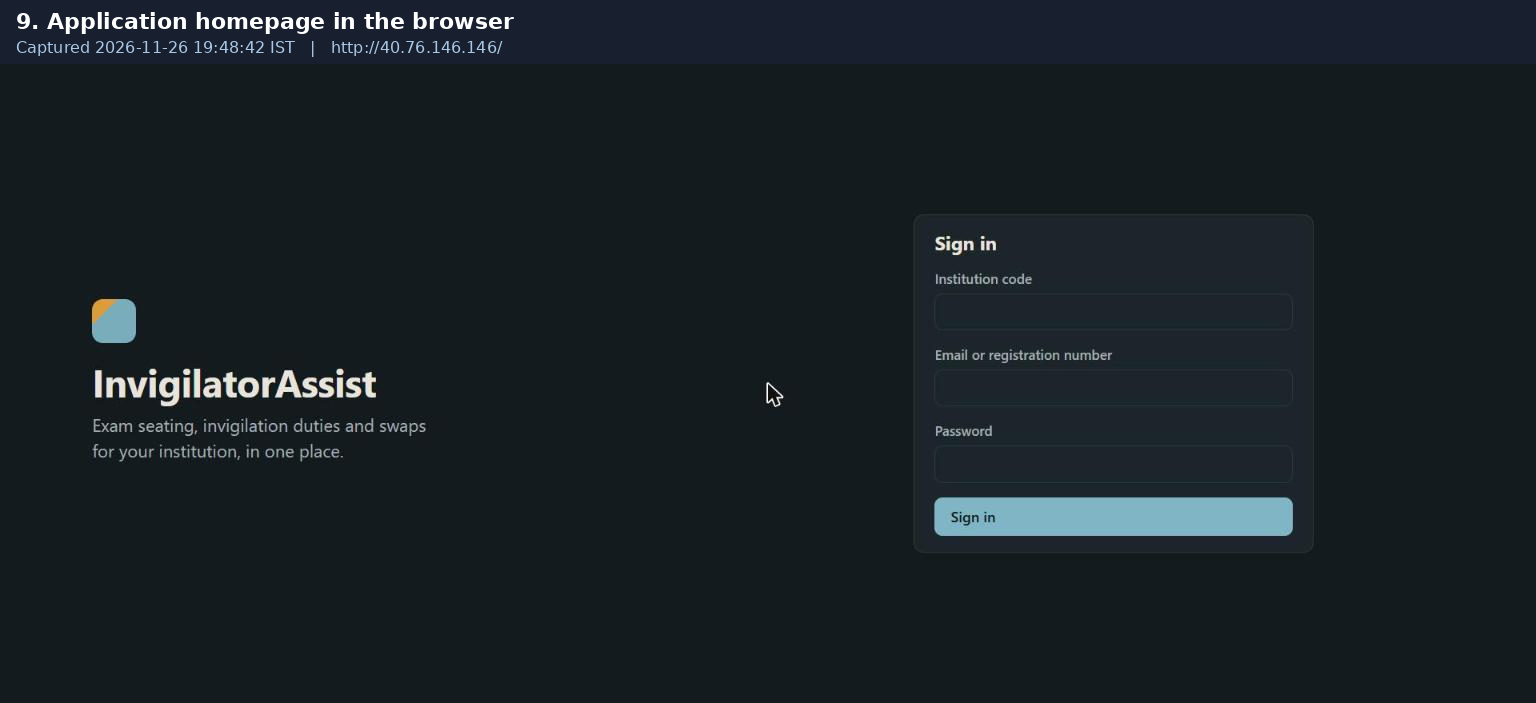 9. Application homepage in the browser
Captured 2026-11-26 19:48:42 IST | http://40.76.146.146/
InvigilatorAssist
Exam seating, invigilation duties and swaps
for your institution, in one place.
Sign in
Institution code
Email or registration number
Password
Sign in